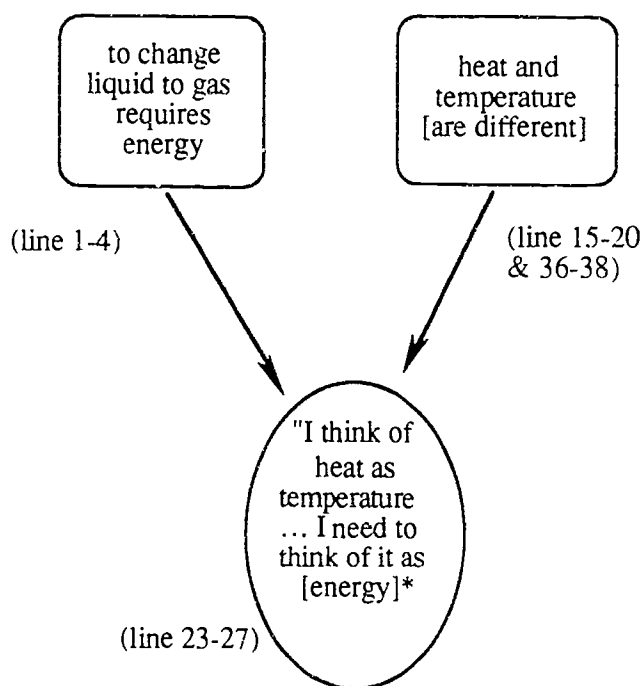 to change
liquid to gas
requires
energy
heat and
temperature
[are different]
(line 1-4)
(line 15-20
& 36-38)
"I think of
heat as
temperature
... I need to
think of it as
[energy]*
(line 23-27)